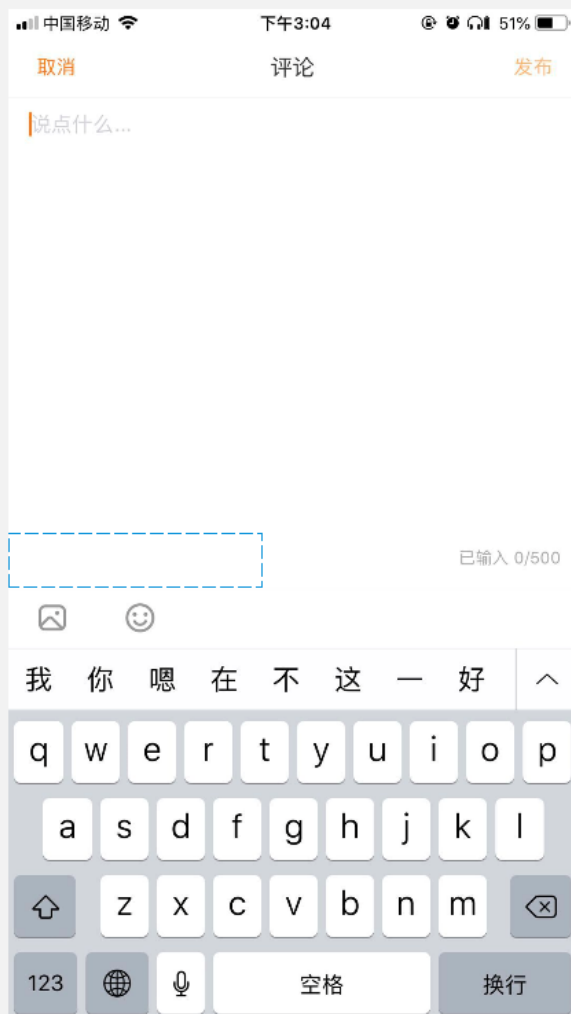 中国移动 下午3:04 51%
取消 评论 发布
说点什么...
已输入 0/500
我 你 嗯 在 不 这 一 好
q w e r t y u i o p
a s d f g h j k l
z x c v b n m
123 空格 换行